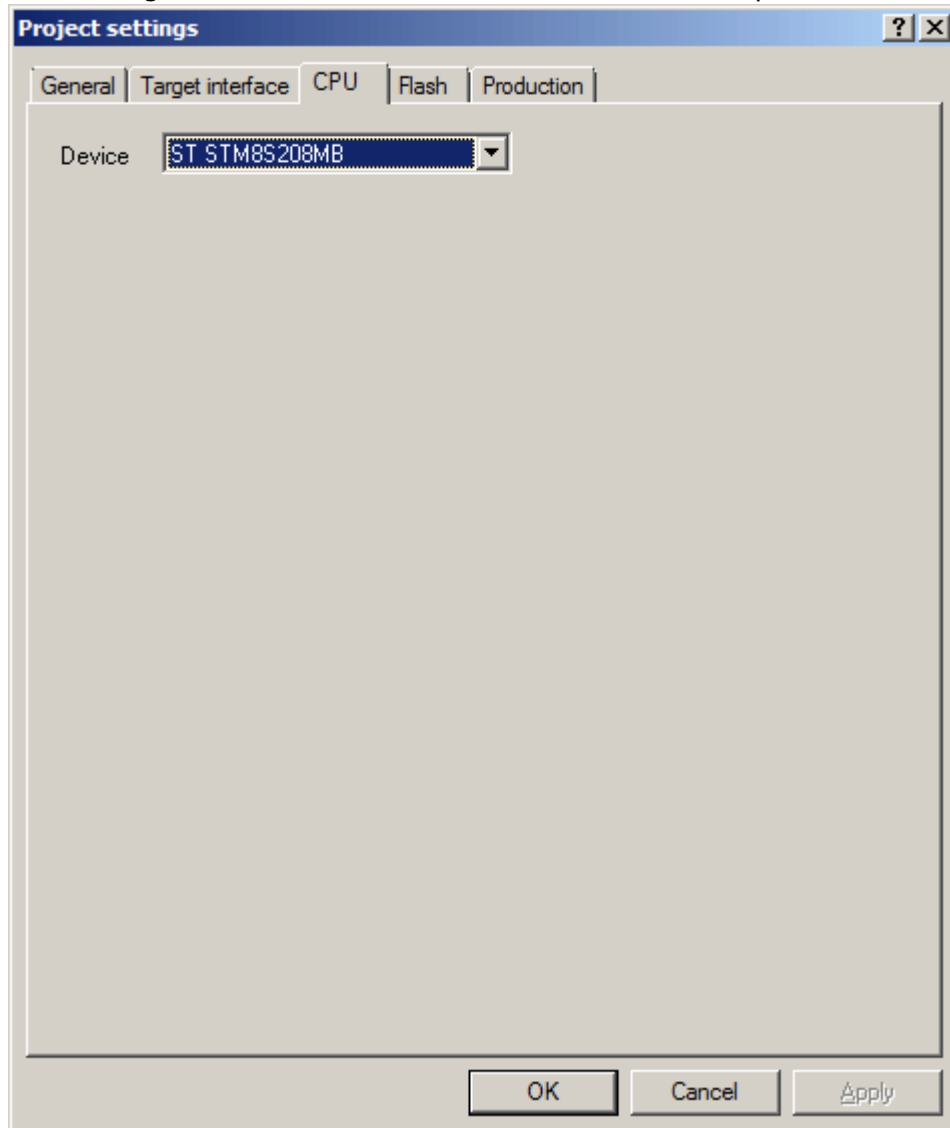 Project settings
General Target interface CPU Flash Production
Device ST STM8S208MB
OK Cancel Apply